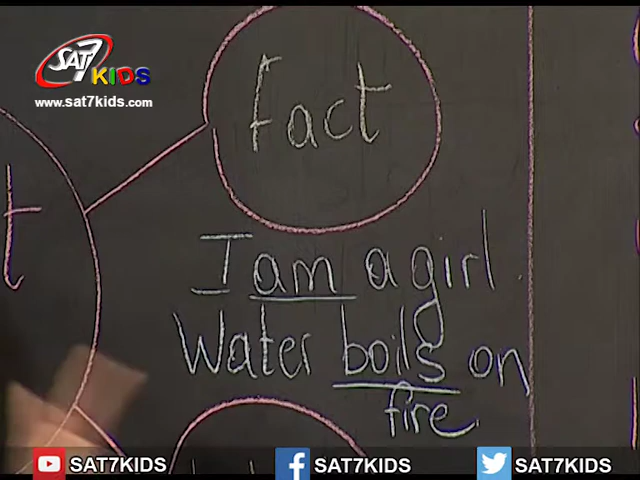 SAT7 KIDS
www.sat7kids.com
fact
t
I am a girl.
Water boils on
fire.
SAT7KIDS SAT7KIDS SAT7KIDS